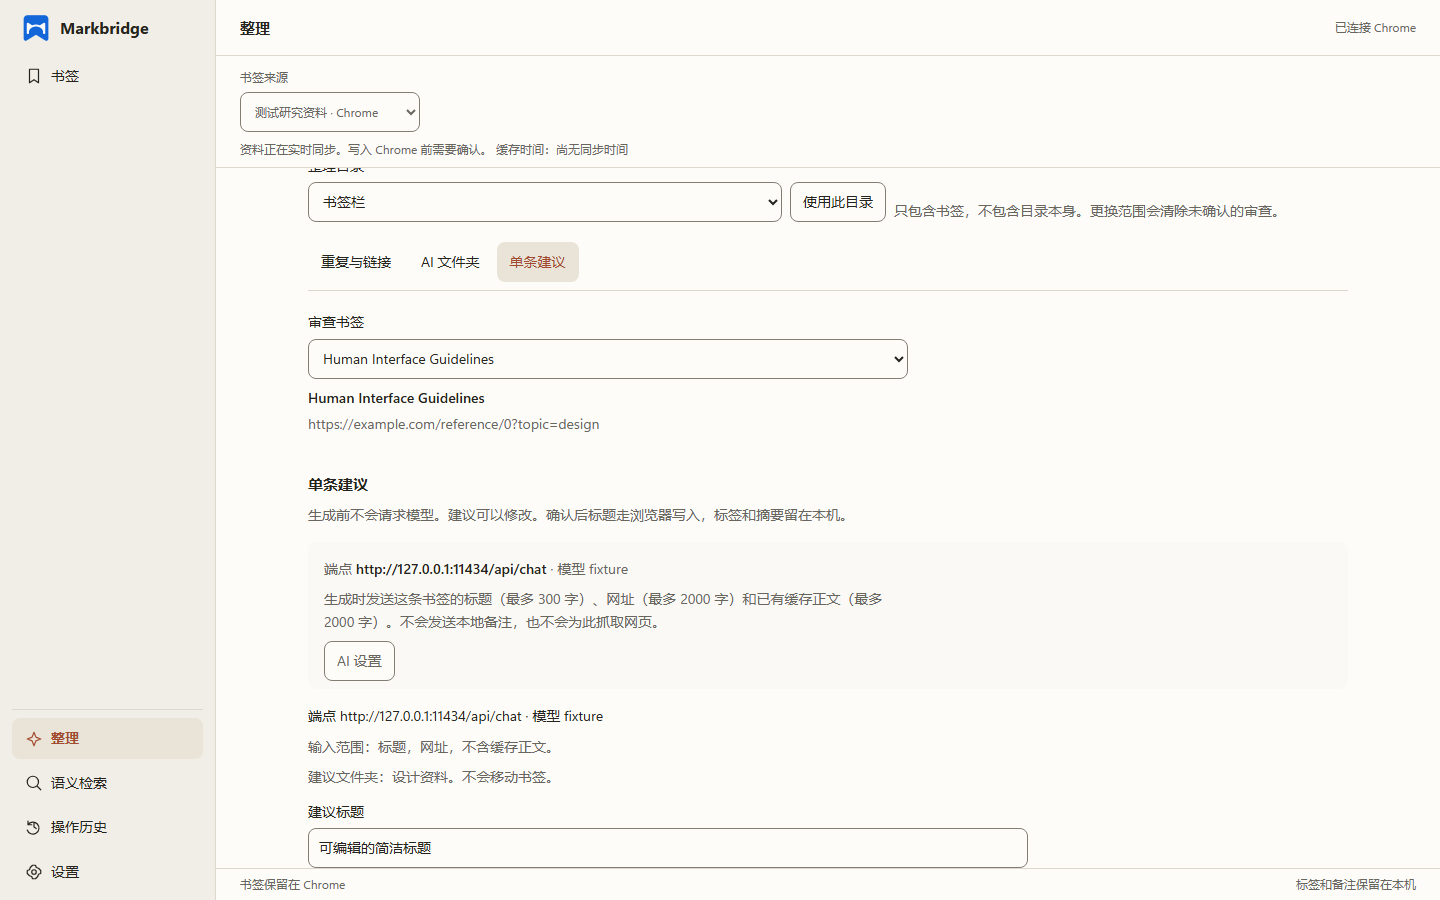 Markbridge
书签
整理
语义检索
操作历史
设置
整理
已连接 Chrome
书签来源
测试研究资料 · Chrome
资料正在实时同步。写入 Chrome 前需要确认。 缓存时间：尚无同步时间
整理目录
书签栏
使用此目录
只包含书签，不包含目录本身。更换范围会清除未确认的审查。
重复与链接
AI 文件夹
单条建议
审查书签
Human Interface Guidelines
Human Interface Guidelines
https://example.com/reference/0?topic=design
单条建议
生成前不会请求模型。建议可以修改。确认后标题走浏览器写入，标签和摘要留在本机。
端点 http://127.0.0.1:11434/api/chat · 模型 fixture
生成时发送这条书签的标题（最多 300 字）、网址（最多 2000 字）和已有缓存正文（最多
2000 字）。不会发送本地备注，也不会为此抓取网页。
AI 设置
端点 http://127.0.0.1:11434/api/chat · 模型 fixture
输入范围：标题，网址，不含缓存正文。
建议文件夹：设计资料。不会移动书签。
建议标题
可编辑的简洁标题
书签保留在 Chrome
标签和备注保留在本机